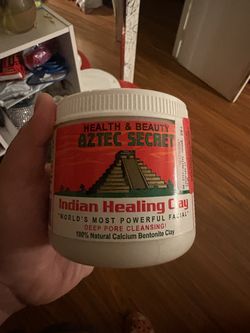 HEALTH & BEAUTY
AZTEC SECRET
Indian Healing Clay
"WORLD'S MOST POWERFUL FACIAL"
DEEP PORE CLEANSING!
100% Natural Calcium Bentonite Clay